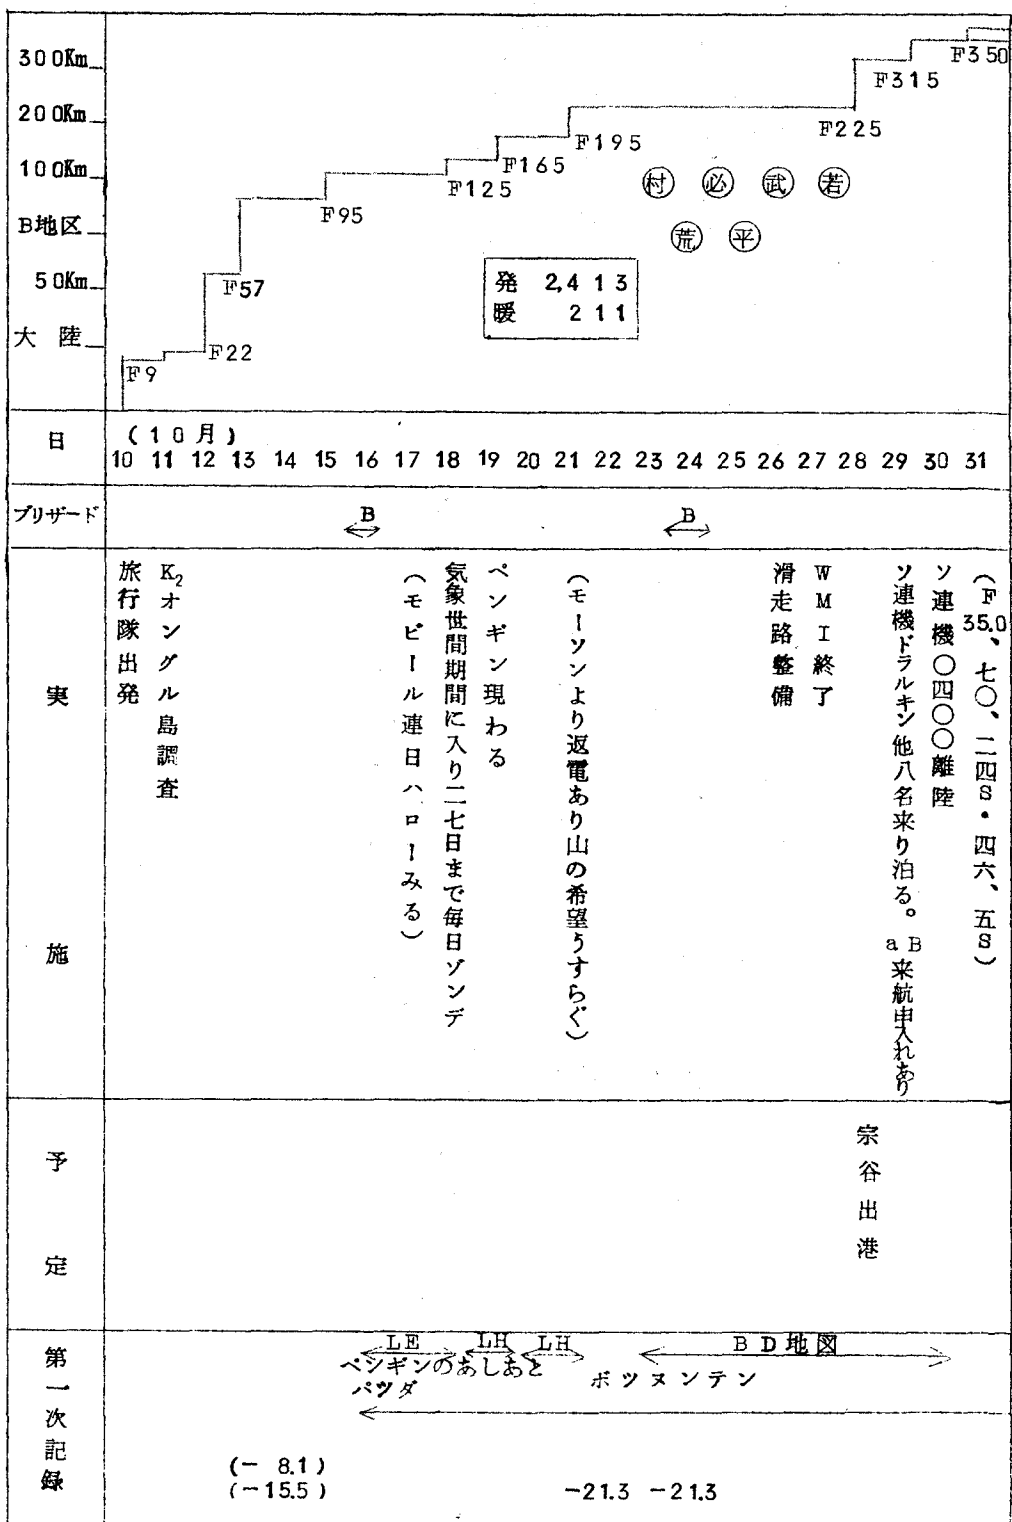 300Km
200Km
100Km
B地区
50Km
大陸
F9
F22
F57
F95
F125
F165
F195
F225
F315
F350
村 必 武 若
荒 平
発 2,413
暖 211
日
(10月)
10 11 12 13 14 15 16 17 18 19 20 21 22 23 24 25 26 27 28 29 30 31
ブリザード
B
B
実施
旅行隊出発
K2オングル島調査
(モビール連日ハローみる)
気象世間期間に入り二七日まで毎日ゾンデ
ペンギン現わる
(モーソンより返電あり山の希望うすらぐ)
滑走路整備
WMI終了
ソ連機ドラルキン他八名来り泊る。aB来航申入れあり
ソ連機〇四〇〇離陸
(F35.0、七〇、二四S・四六、五S)
予定
宗谷出港
第一次記録
LE
LH
LH
BD地図
ペンギンのあしあと
パツダ
ボツヌンテン
(-8.1)
(-15.5)
-21.3 -21.3